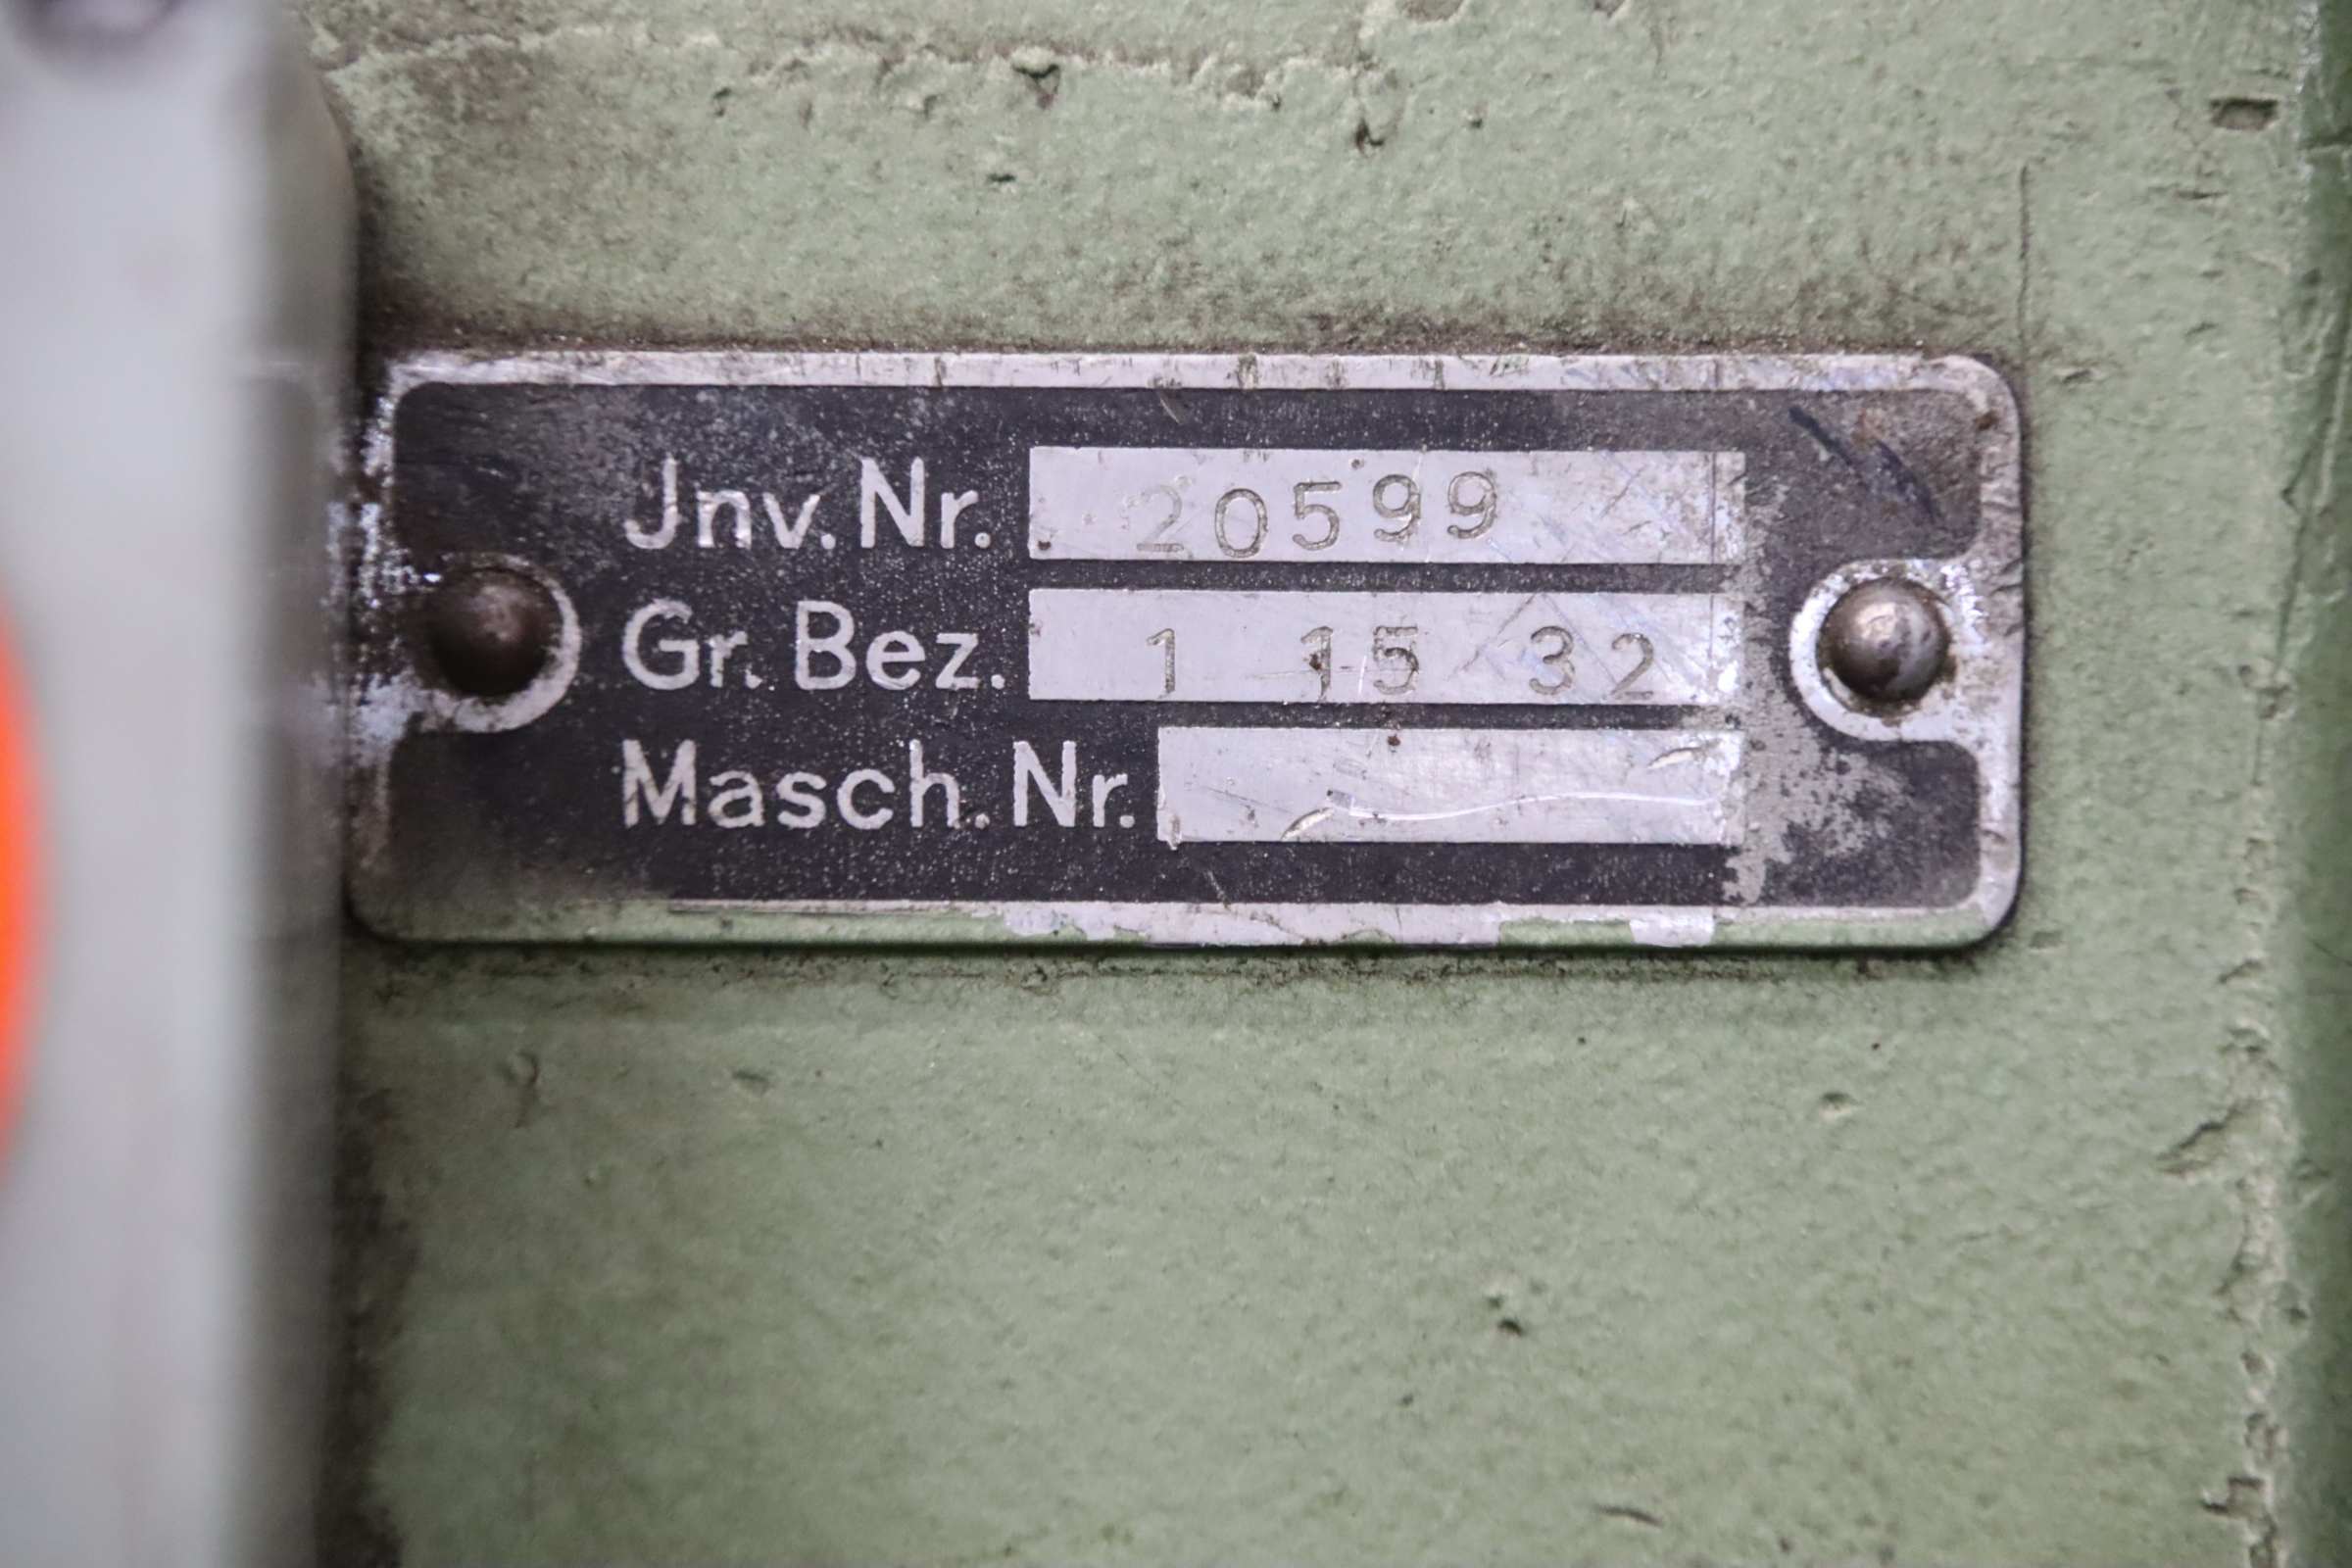 Jnv. Nr. 20599
Gr. Bez. 1 15 32
Masch. Nr.